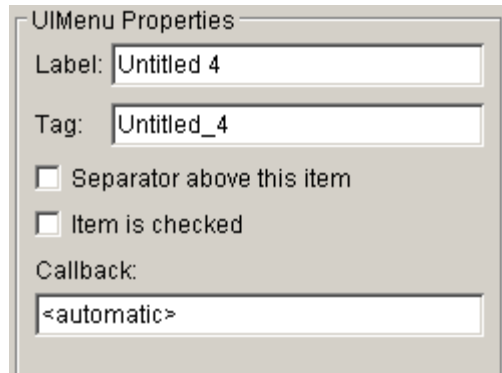 UIMenu Properties
Label: Untitled 4
Tag: Untitled_4
Separator above this item
Item is checked
Callback:
<automatic>